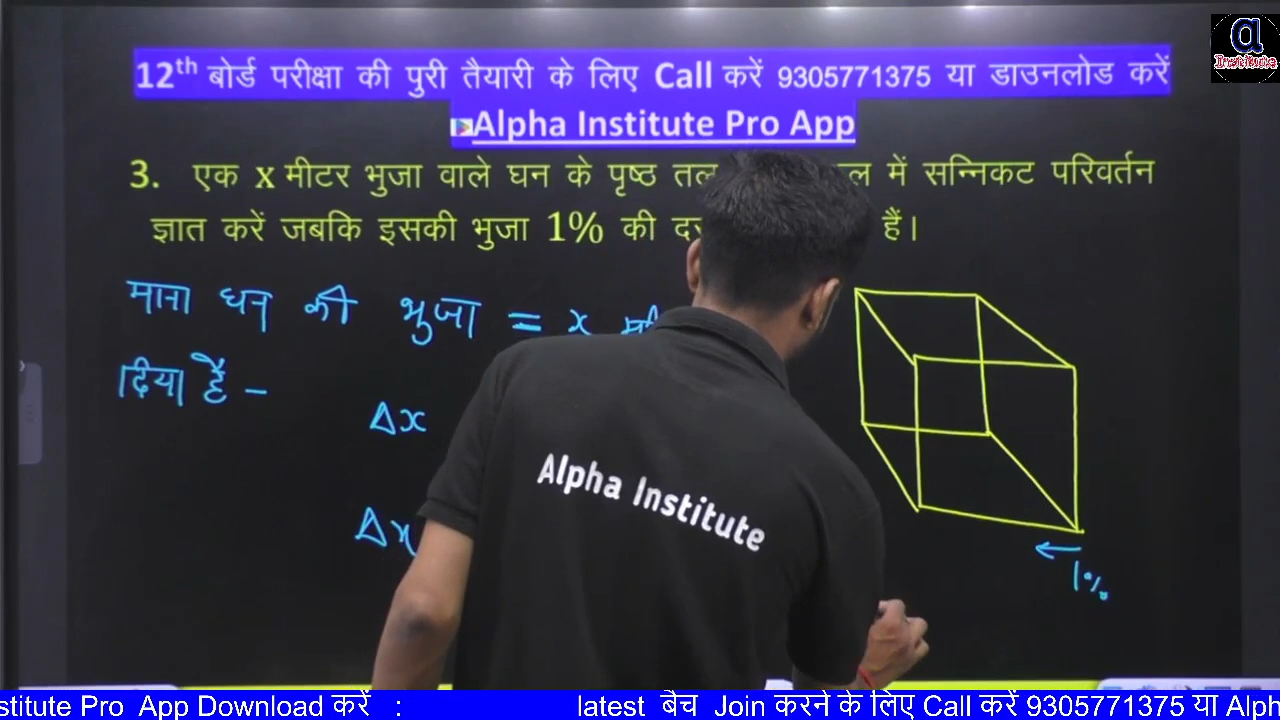 α
Institute
12th बोर्ड परीक्षा की पुरी तैयारी के लिए Call करें 9305771375 या डाउनलोड करें
Alpha Institute Pro App
3. एक x मीटर भुजा वाले घन के पृष्ठ तल में सन्निकट परिवर्तन
ज्ञात करें जबकि इसकी भुजा 1% की हैं।
माना घन की भुजा = x
दिया है -
Δx
Δx
1%
Alpha Institute
stitute Pro App Download करें : latest बैच Join करने के लिए Call करें 9305771375 या Alph